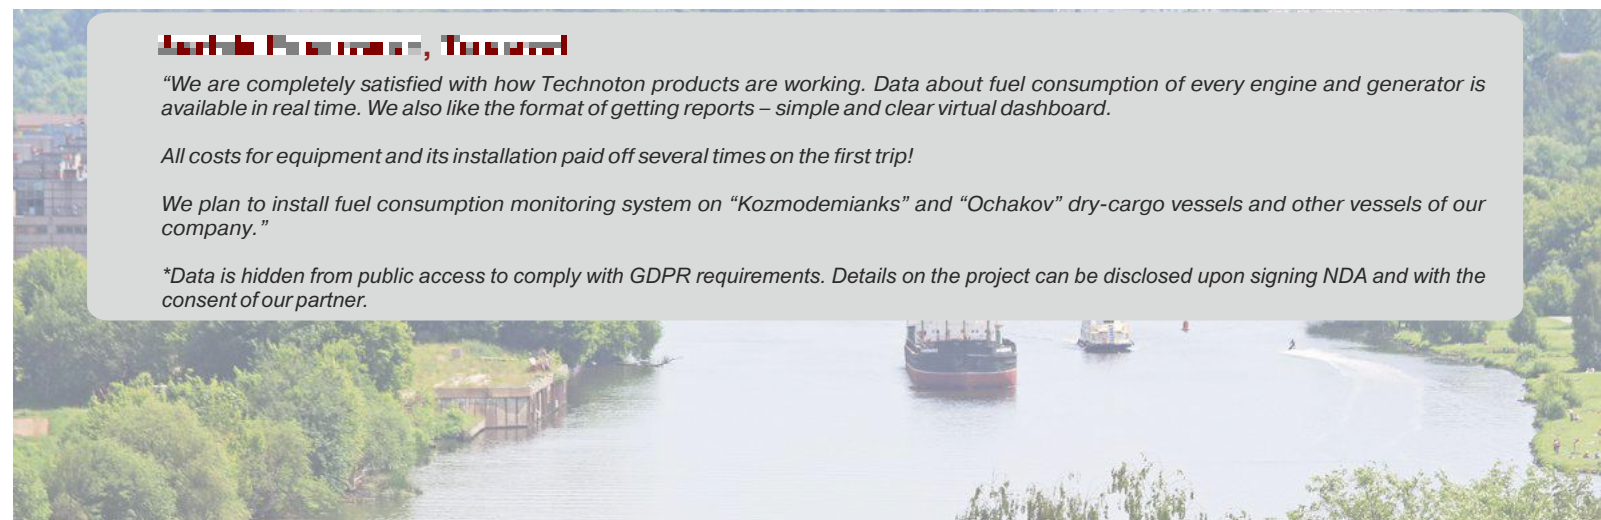 “We are completely satisfied with how Technoton products are working. Data about fuel consumption of every engine and generator is
available in real time. We also like the format of getting reports – simple and clear virtual dashboard.
All costs for equipment and its installation paid off several times on the first trip!
We plan to install fuel consumption monitoring system on “Kozmodemianks” and “Ochakov” dry-cargo vessels and other vessels of our
company.”
*Data is hidden from public access to comply with GDPR requirements. Details on the project can be disclosed upon signing NDA and with the
consent of our partner.